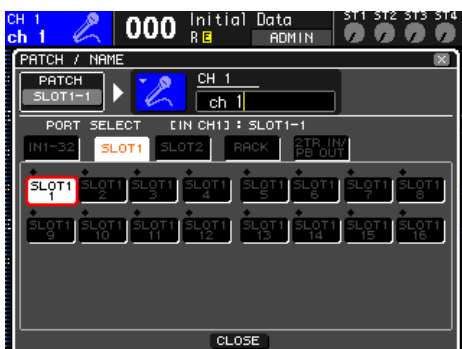 CH 1
ch 1
000
Initial Data
R E
ADMIN
ST1 ST2 ST3 ST4
PATCH / NAME
X
PATCH
SLOT1-1
CH 1
ch 1
PORT SELECT [IN CH1] : SLOT1-1
IN1-32
SLOT1
SLOT2
RACK
2TR IN/
PB OUT
SLOT1 SLOT1 SLOT1 SLOT1 SLOT1 SLOT1 SLOT1 SLOT1
1 2 3 4 5 6 7 8
SLOT1 SLOT1 SLOT1 SLOT1 SLOT1 SLOT1 SLOT1 SLOT1
9 10 11 12 13 14 15 16
CLOSE